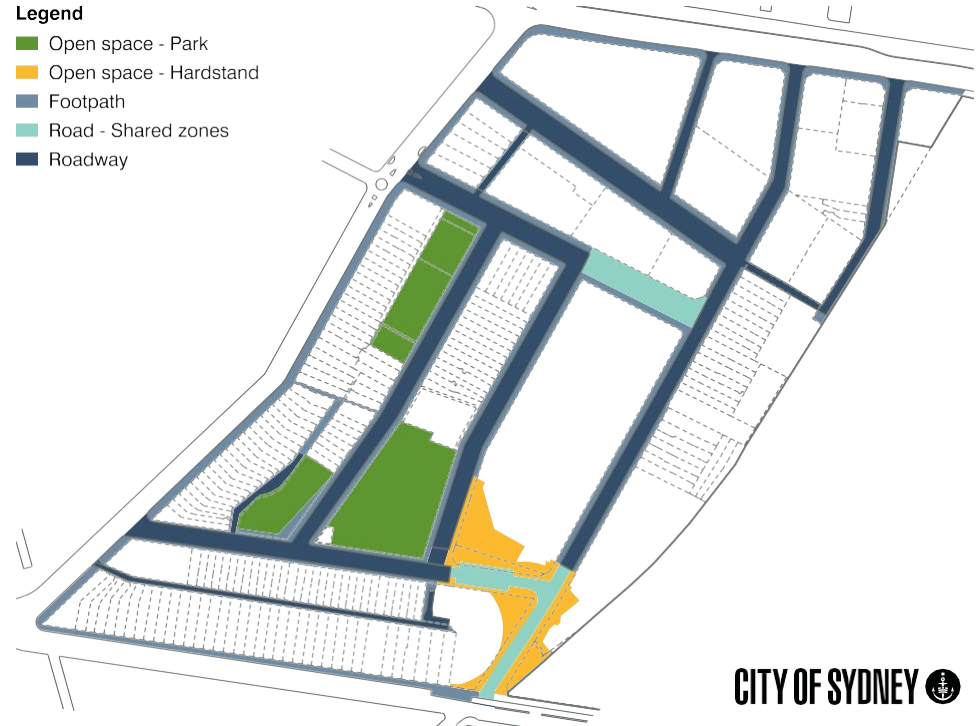 Legend
Open space - Park
Open space - Hardstand
Footpath
Road - Shared zones
Roadway
CITY OF SYDNEY